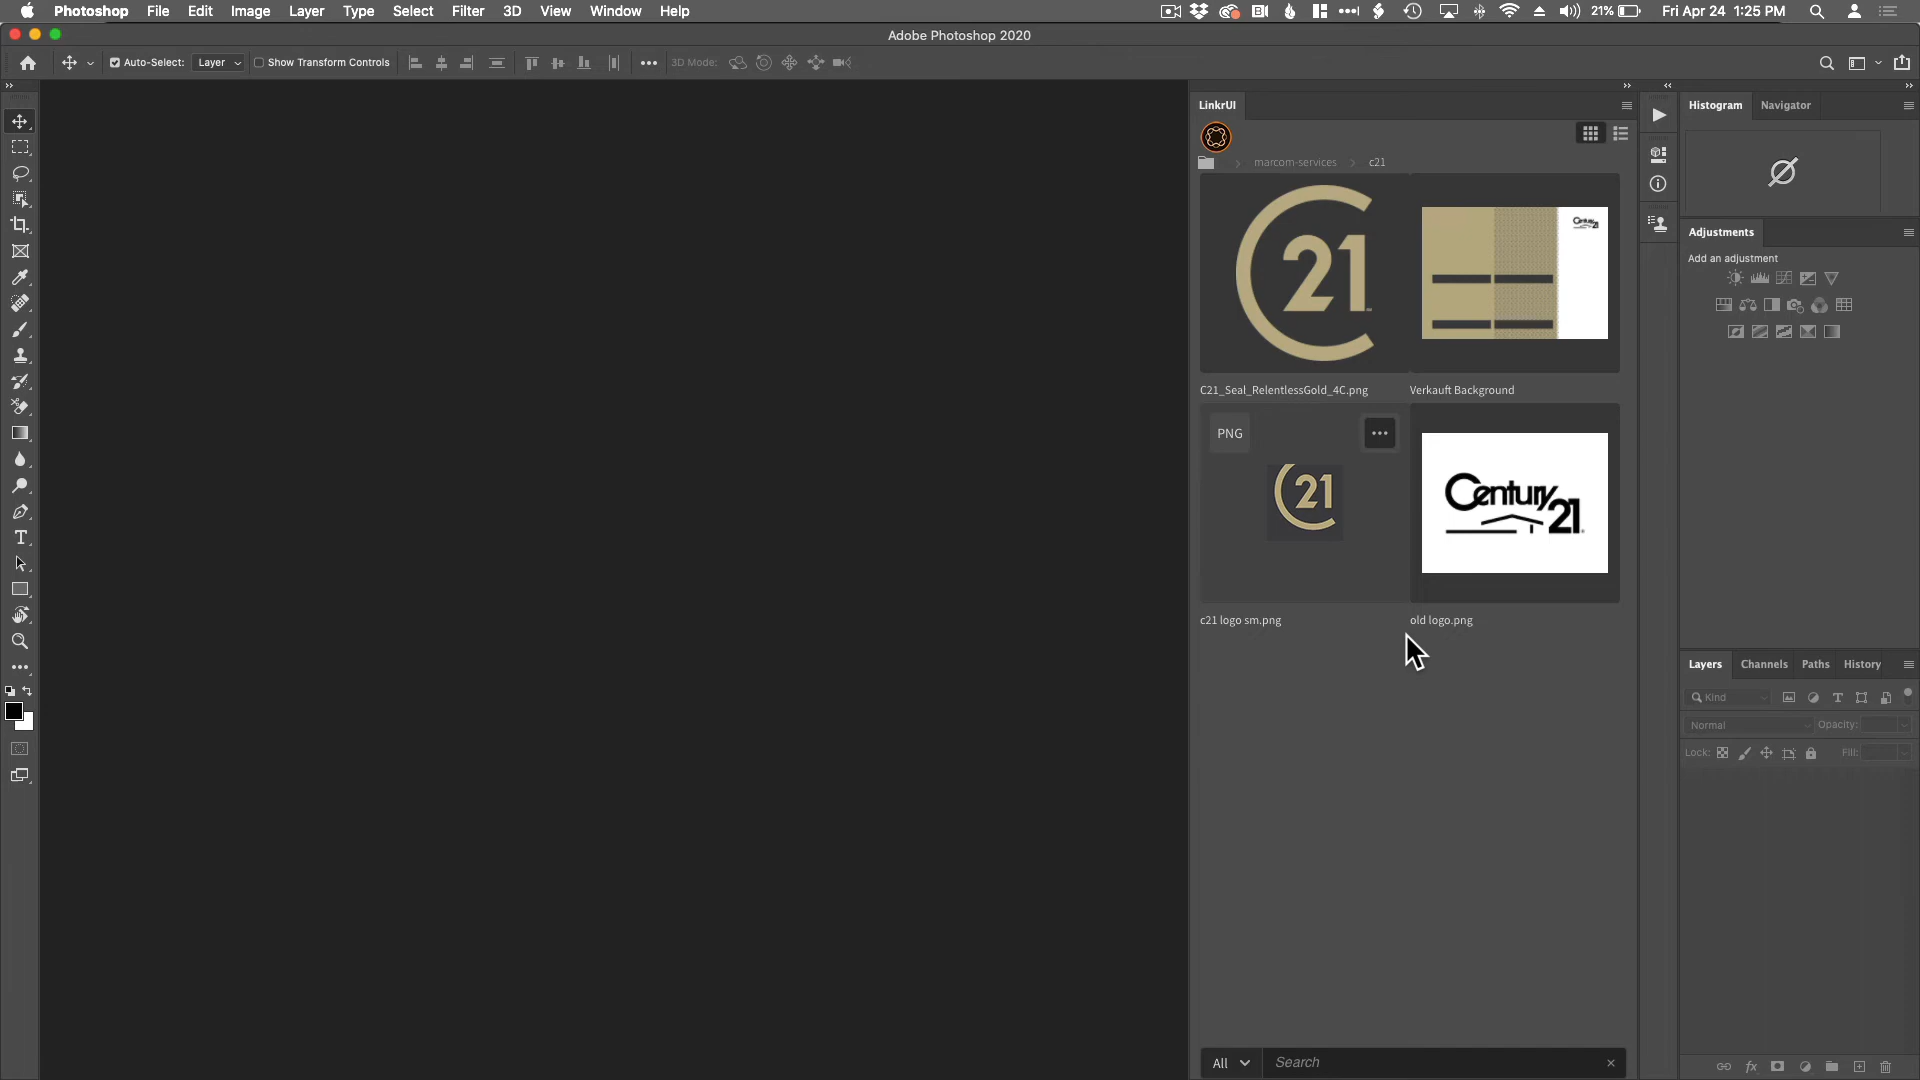 Photoshop File Edit Image Layer Type Select Filter 3D View Window Help 21% Fri Apr 24 1:25 PM
Adobe Photoshop 2020
Auto-Select: Layer Show Transform Controls 3D Mode:
LinkrUI
marcom-services c21
C21
21
Century 21
C21_Seal_RelentlessGold_4C.png Verkauft Background
PNG
C21
Century 21
c21 logo sm.png old logo.png
All Search
Histogram Navigator
Adjustments
Add an adjustment
Layers Channels Paths History
Kind
Normal Opacity:
Lock: Fill: